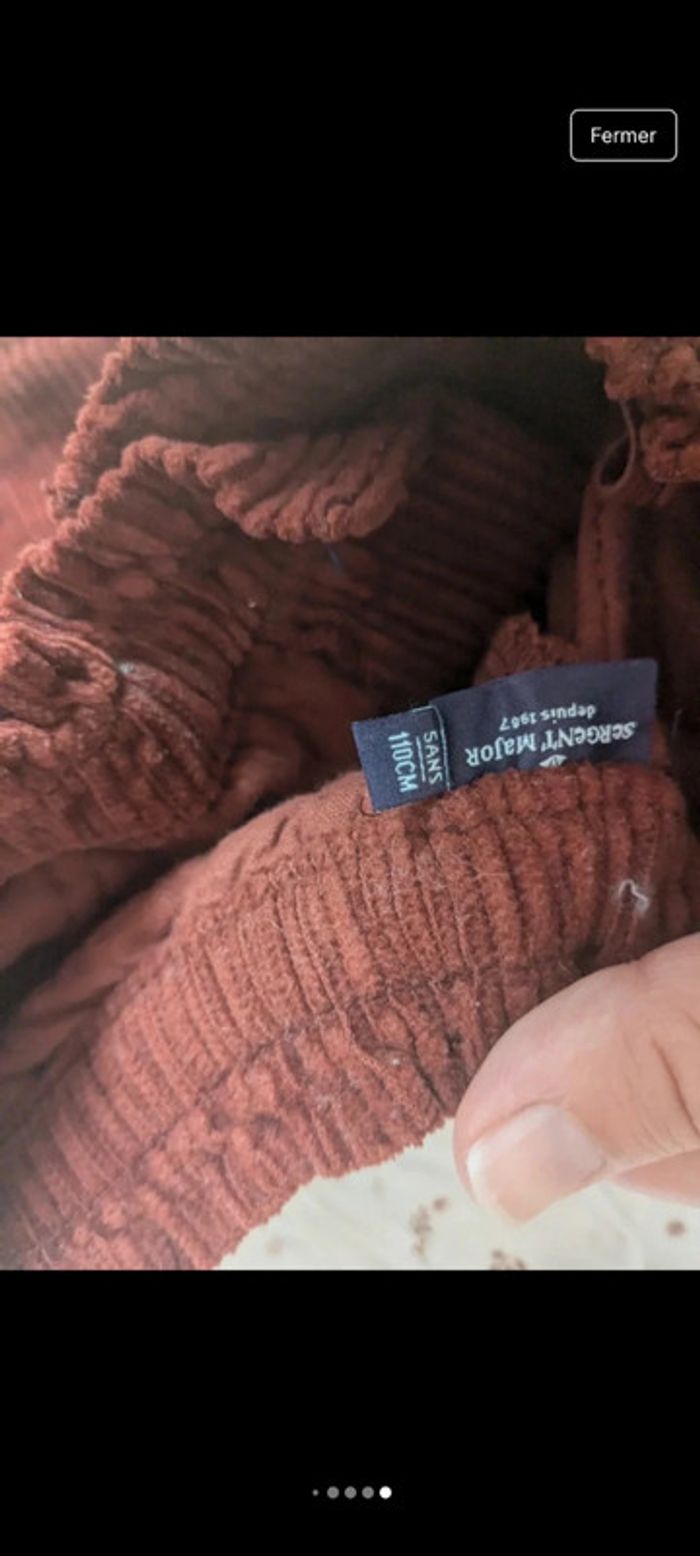 Fermer
SeRGeNT MaJOR
depuis 1987
5ANS
110CM